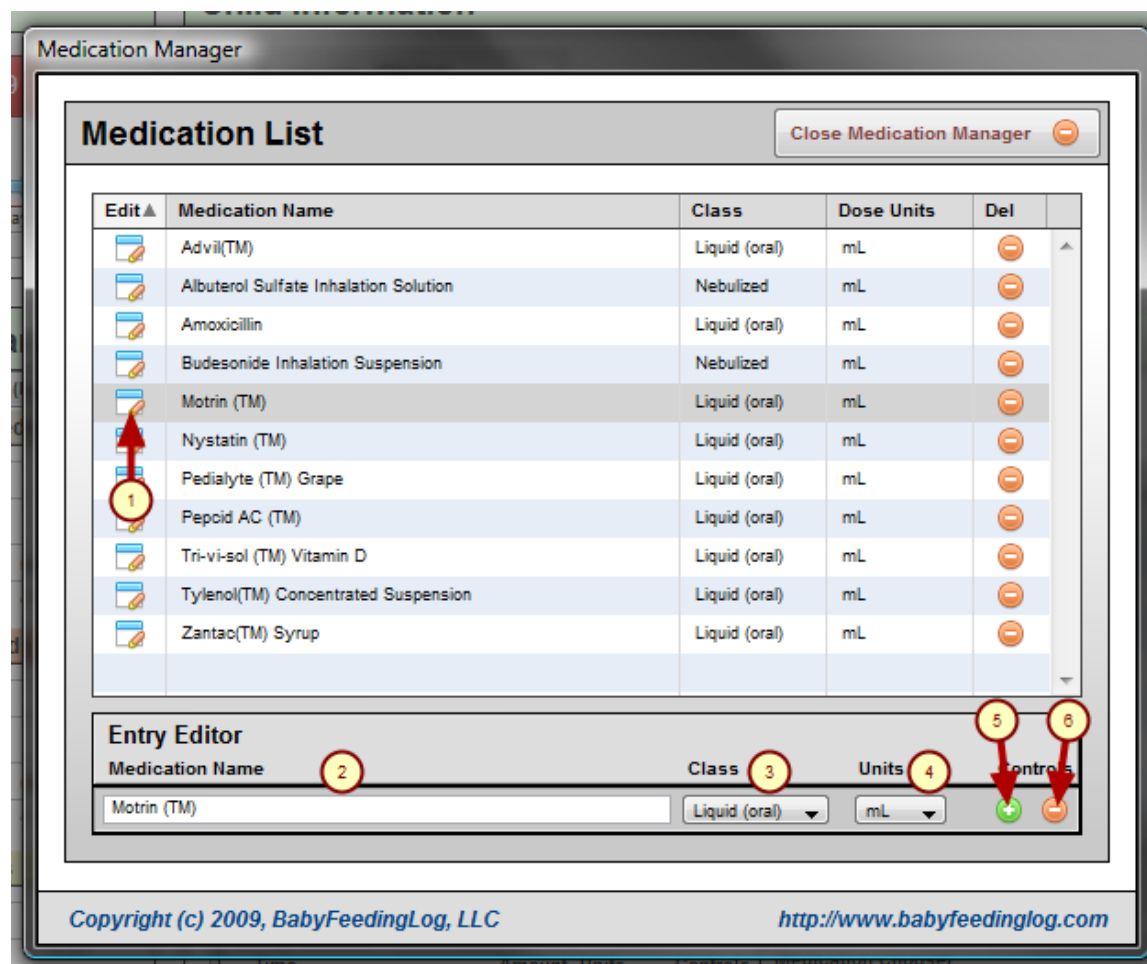 Child Information
Medication Manager
Medication List
Close Medication Manager
Edit Medication Name Class Dose Units Del
Advil(TM) Liquid (oral) mL
Albuterol Sulfate Inhalation Solution Nebulized mL
Amoxicillin Liquid (oral) mL
Budesonide Inhalation Suspension Nebulized mL
Motrin (TM) Liquid (oral) mL
Nystatin (TM) Liquid (oral) mL
Pedialyte (TM) Grape Liquid (oral) mL
1
Pepcid AC (TM) Liquid (oral) mL
Tri-vi-sol (TM) Vitamin D Liquid (oral) mL
Tylenol(TM) Concentrated Suspension Liquid (oral) mL
Zantac(TM) Syrup Liquid (oral) mL
Entry Editor 5 6
Medication Name 2 Class 3 Units 4 Controls
Motrin (TM) Liquid (oral) mL
Copyright (c) 2009, BabyFeedingLog, LLC http://www.babyfeedinglog.com